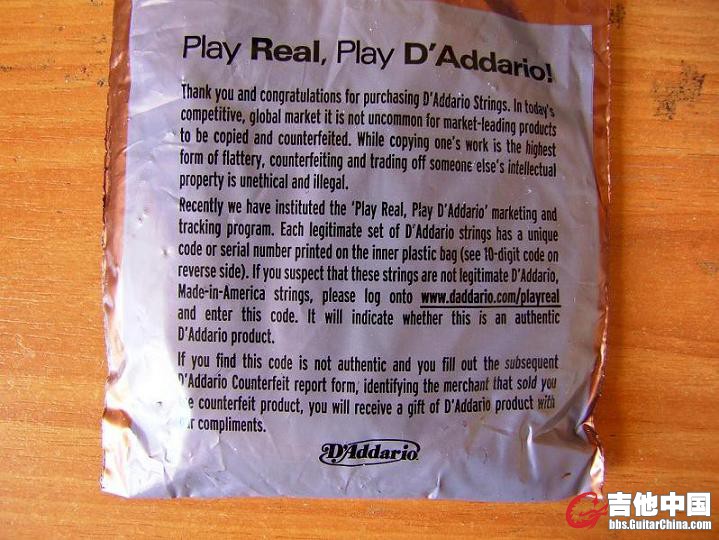 Play Real, Play D'Addario!
Thank you and congratulations for purchasing D'Addario Strings. In today's
competitive, global market it is not uncommon for market-leading products
to be copied and counterfeited. While copying one's work is the highest
form of flattery, counterfeiting and trading off someone else's intellectual
property is unethical and illegal.
Recently we have instituted the 'Play Real, Play D'Addario' marketing and
tracking program. Each legitimate set of D'Addario strings has a unique
code or serial number printed on the inner plastic bag (see 10-digit code on
reverse side). If you suspect that these strings are not legitimate D'Addario,
Made-in-America strings, please log onto www.daddario.com/playreal
and enter this code. It will indicate whether this is an authentic
D'Addario product.
If you find this code is not authentic and you fill out the subsequent
D'Addario Counterfeit report form, identifying the merchant that sold you
counterfeit product, you will receive a gift of D'Addario product with
compliments.
D'Addario
吉他中国
bbs.GuitarChina.com